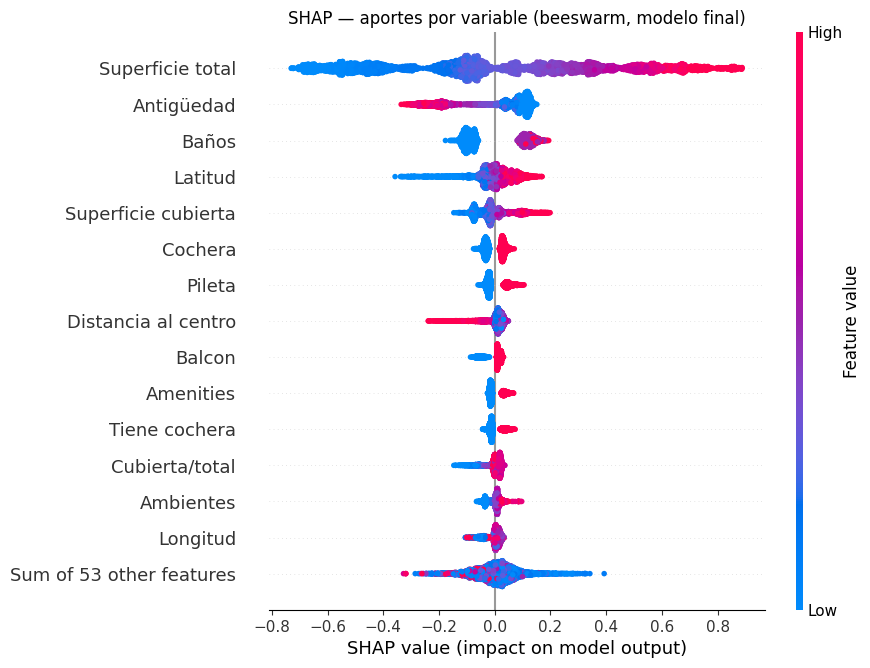 SHAP — aportes por variable (beeswarm, modelo final)
High
Superficie total
Antigüedad
Baños
Latitud
Superficie cubierta
Cochera
Pileta
Distancia al centro
Balcon
Amenities
Tiene cochera
Cubierta/total
Ambientes
Longitud
Sum of 53 other features
Feature value
Low
−0.8 −0.6 −0.4 −0.2 0.0 0.2 0.4 0.6 0.8
SHAP value (impact on model output)